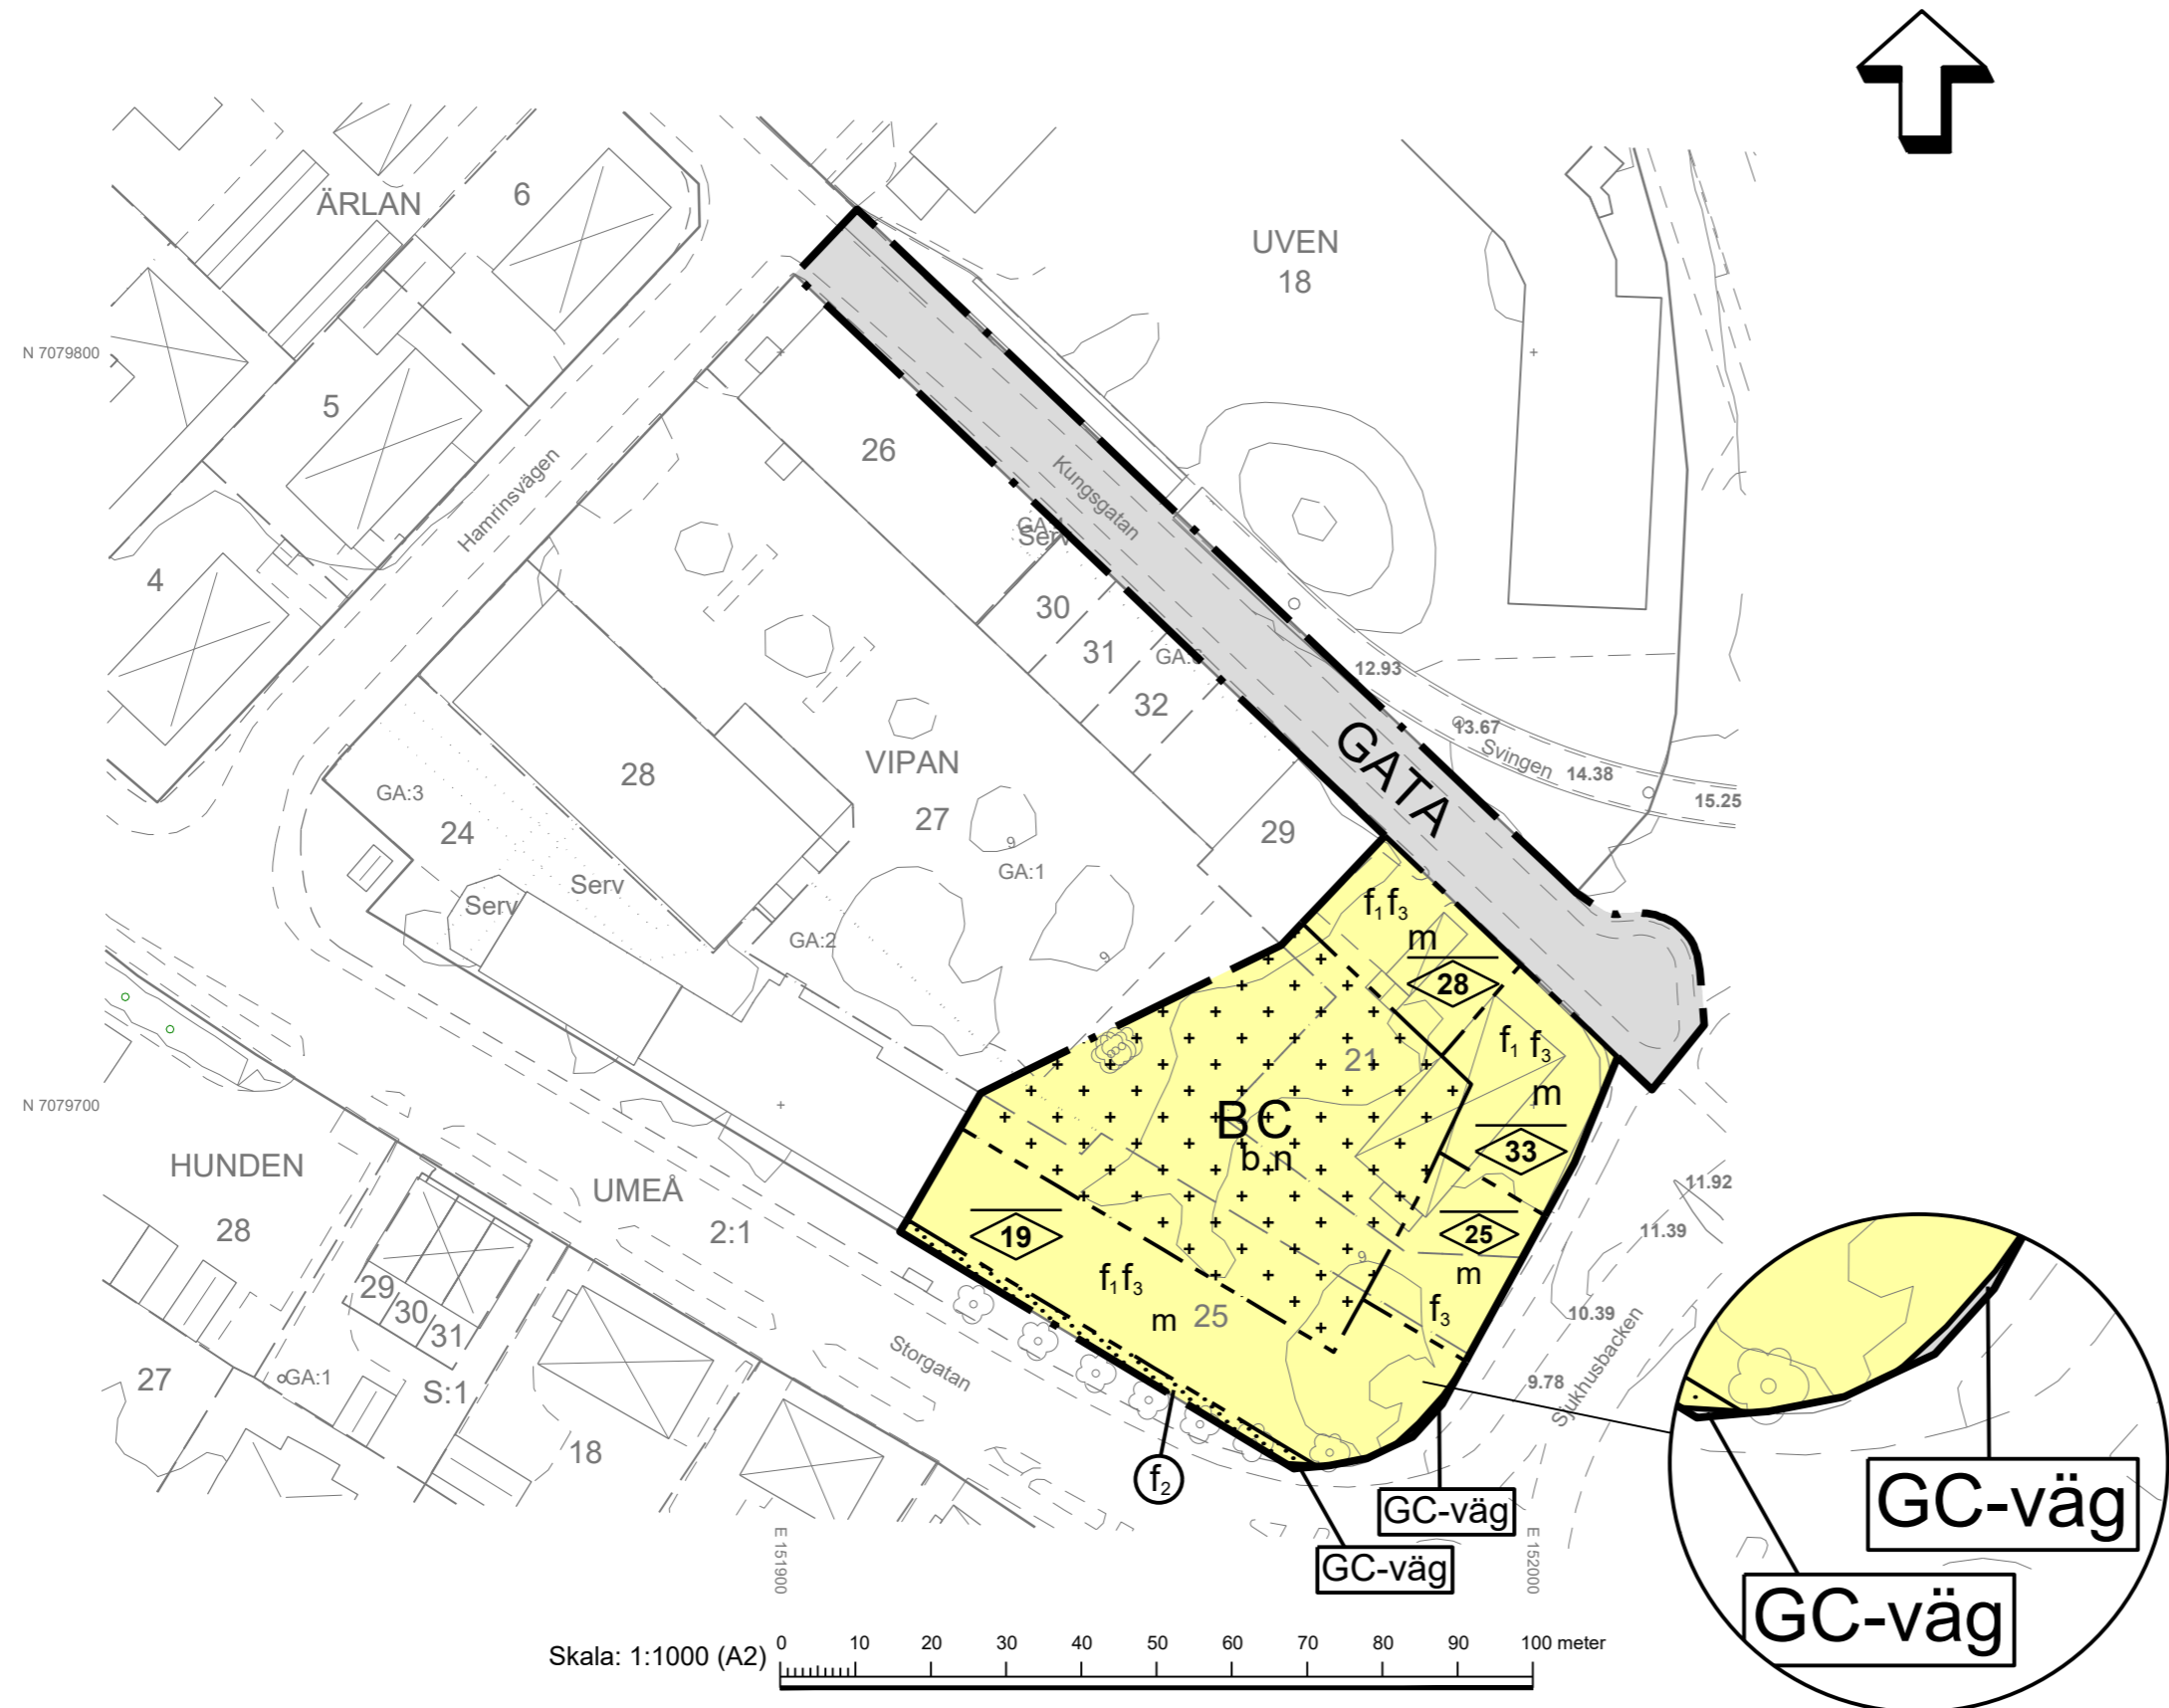 ÄRLAN
6
UVEN
18
N 7079800
5
26
Hamrinsvägen
Kungsgatan
Serv
4
30
31
32
12.93
13.67
Svingen
14.38
15.25
GATA
28
VIPAN
27
29
GA:3
24
9
GA:1
Serv
Serv
GA:2
9
f₁ f₃
m
28
f₁ f₃
m
21
N 7079700
BC
b n
33
HUNDEN
28
UMEÅ
2:1
11.92
11.39
19
25
m
9
f₁ f₃
m
25
f₃
10.39
29
30
31
27
GA:1
S:1
18
Storgatan
9.78
Sjukhusbacken
f₂
GC-väg
GC-väg
GC-väg
GC-väg
E 151900
E 152000
Skala: 1:1000 (A2)
0 10 20 30 40 50 60 70 80 90 100 meter